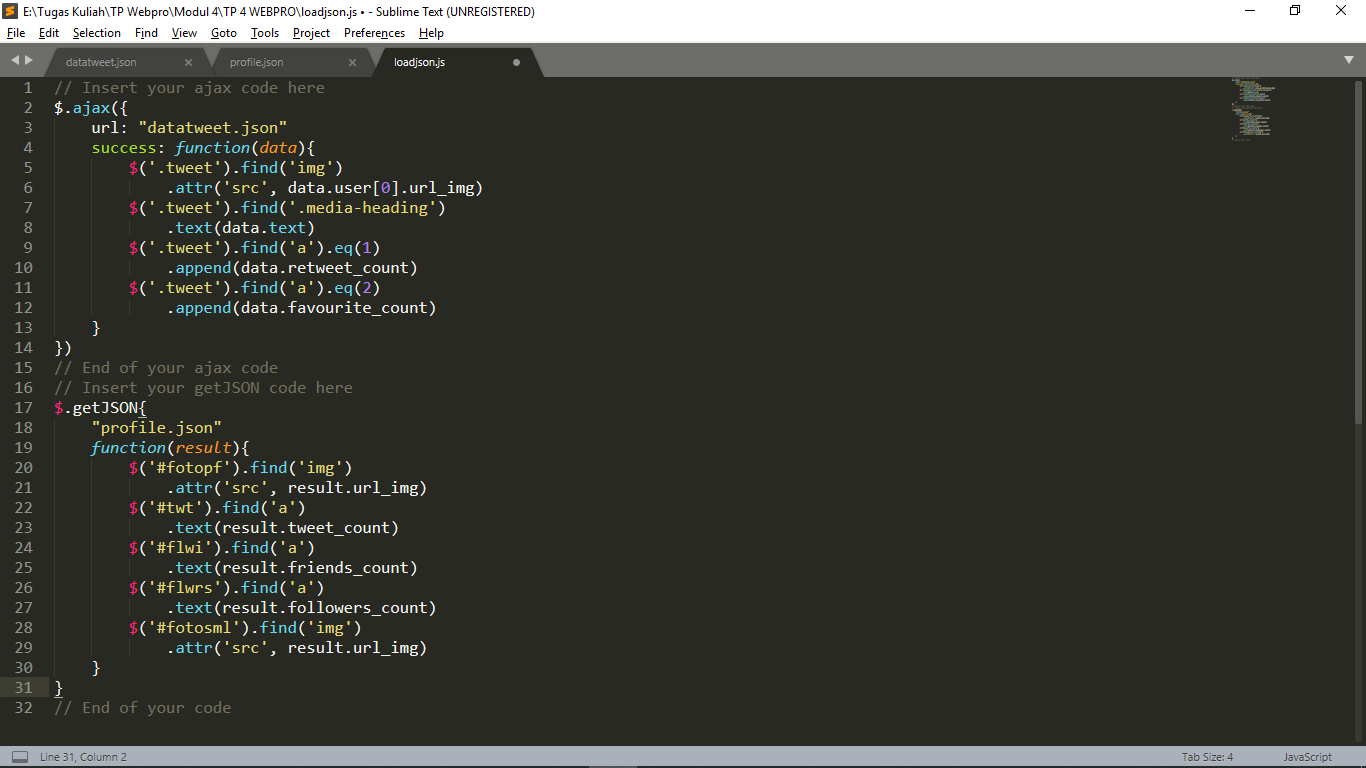 E:\Tugas Kuliah\TP Webpro\Modul 4\TP 4 WEBPRO\loadjson.js • - Sublime Text (UNREGISTERED)
File Edit Selection Find View Goto Tools Project Preferences Help
datatweet.json profile.json loadjson.js
1 // Insert your ajax code here
2 $.ajax({
3     url: "datatweet.json"
4     success: function(data){
5         $('.tweet').find('img')
6             .attr('src', data.user[0].url_img)
7         $('.tweet').find('.media-heading')
8             .text(data.text)
9         $('.tweet').find('a').eq(1)
10             .append(data.retweet_count)
11         $('.tweet').find('a').eq(2)
12             .append(data.favourite_count)
13     }
14 })
15 // End of your ajax code
16 // Insert your getJSON code here
17 $.getJSON{
18     "profile.json"
19     function(result){
20         $('#fotopf').find('img')
21             .attr('src', result.url_img)
22         $('#twt').find('a')
23             .text(result.tweet_count)
24         $('#flwi').find('a')
25             .text(result.friends_count)
26         $('#flwrs').find('a')
27             .text(result.followers_count)
28         $('#fotosml').find('img')
29             .attr('src', result.url_img)
30     }
31 }
32 // End of your code
Line 31, Column 2 Tab Size: 4 JavaScript